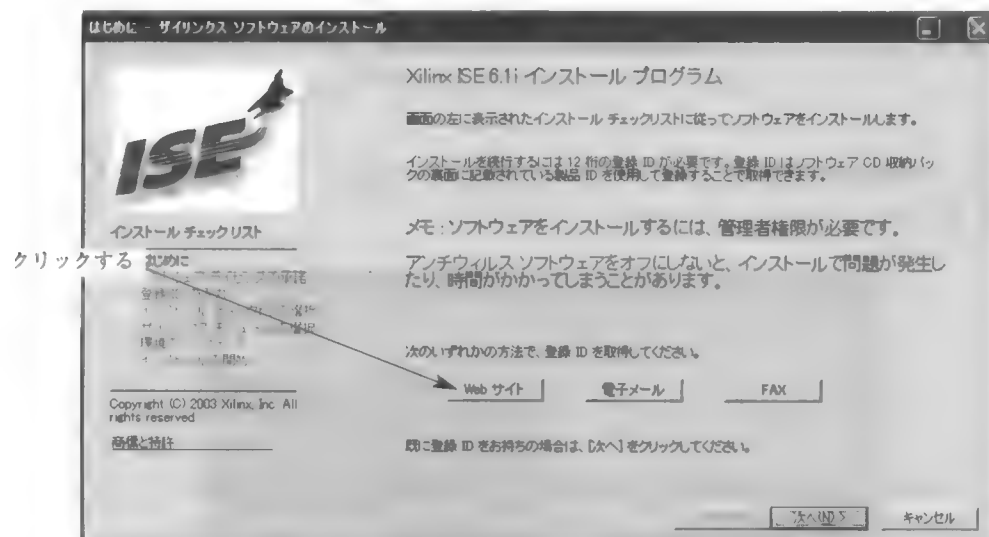 はじめに - ザイリンクス ソフトウェアのインストール
ISE
Xilinx ISE 6.1i インストール プログラム
画面の左に表示されたインストール チェックリストに従ってソフトウェアをインストールします。
インストールを続行するには 12 桁の登録 ID が必要です。登録 ID はソフトウェア CD 収納パッ
クの裏面に記載されている製品 ID を使用して登録することで取得できます。
メモ : ソフトウェアをインストールするには、管理者権限が必要です。
アンチウィルス ソフトウェアをオフにしないと、インストールで問題が発生し
たり、時間がかかってしまうことがあります。
次のいずれかの方法で、登録 ID を取得してください。
Web サイト
電子メール
FAX
既に登録 ID をお持ちの場合は、[次へ] をクリックしてください。
インストール チェックリスト
クリックする
はじめに
Copyright (C) 2003 Xilinx, Inc. All
rights reserved
商標と特許
次へ(N) >
キャンセル